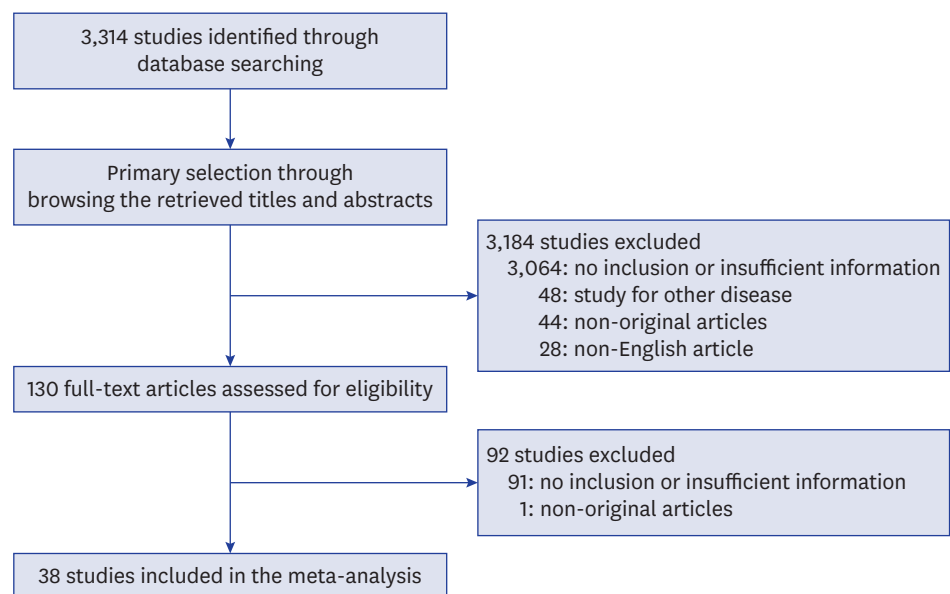 3,314 studies identified through
database searching
Primary selection through
browsing the retrieved titles and abstracts
3,184 studies excluded
3,064: no inclusion or insufficient information
48: study for other disease
44: non-original articles
28: non-English article
130 full-text articles assessed for eligibility
92 studies excluded
91: no inclusion or insufficient information
1: non-original articles
38 studies included in the meta-analysis